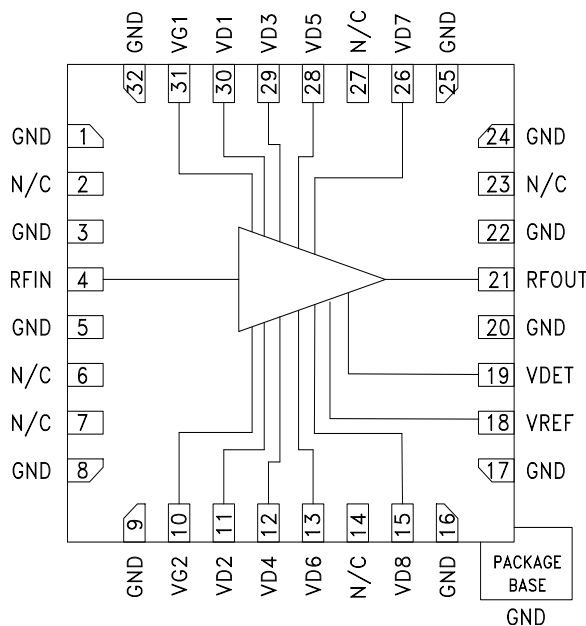 GND
VG1
VD1
VD3
VD5
N/C
VD7
GND
32
31
30
29
28
27
26
25
GND 1
N/C 2
GND 3
RFIN 4
GND 5
N/C 6
N/C 7
GND 8
24 GND
23 N/C
22 GND
21 RFOUT
20 GND
19 VDET
18 VREF
17 GND
9
10
11
12
13
14
15
16
GND
VG2
VD2
VD4
VD6
N/C
VD8
GND
PACKAGE
BASE
GND